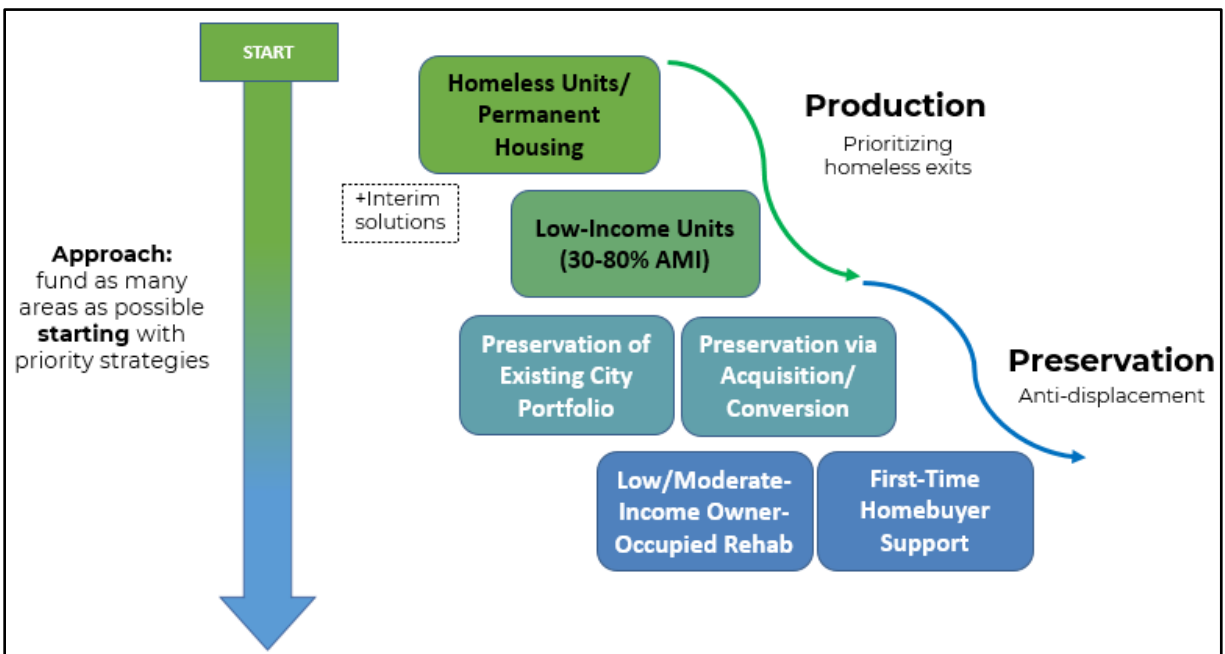 START
Homeless Units/
Permanent
Housing
Production
Prioritizing
homeless exits
+Interim
solutions
Low-Income Units
(30-80% AMI)
Approach:
fund as many
areas as possible
starting with
priority strategies
Preservation of
Existing City
Portfolio
Preservation via
Acquisition/
Conversion
Preservation
Anti-displacement
Low/Moderate-
Income Owner-
Occupied Rehab
First-Time
Homebuyer
Support